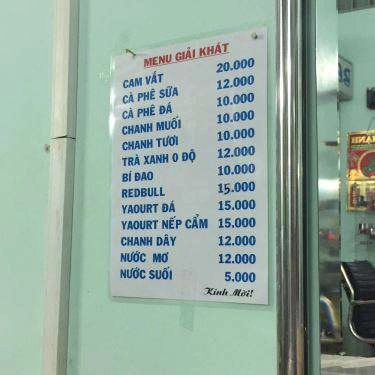 MENU GIẢI KHÁT
CAM VẮT 20.000
CÀ PHÊ SỮA 12.000
CÀ PHÊ ĐÁ 10.000
CHANH MUỐI 10.000
CHANH TƯƠI 10.000
TRÀ XANH 0 ĐỘ 12.000
BÍ ĐAO 10.000
REDBULL 15.000
YAOURT ĐÁ 15.000
YAOURT NẾP CẨM 15.000
CHANH DÂY 12.000
NƯỚC MƠ 12.000
NƯỚC SUỐI 5.000
Kính Mời!